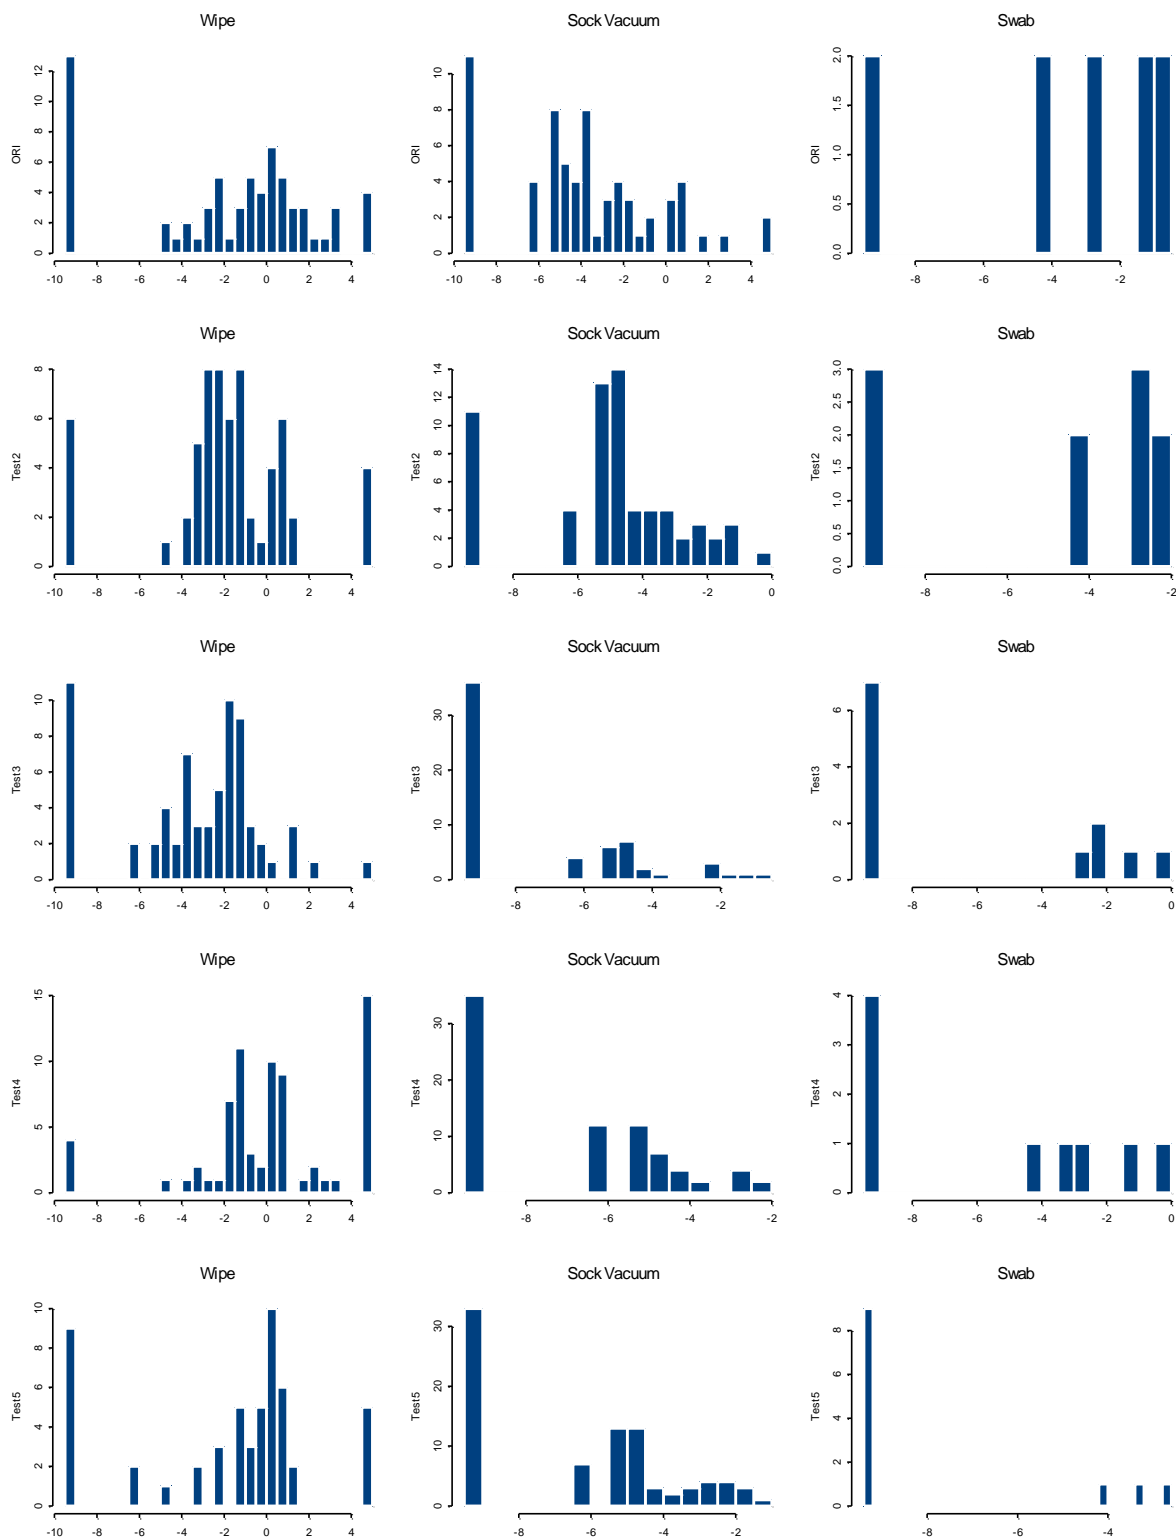 Wipe Sock Vacuum Swab
ORI 0 2 4 6 8 10 12
-10 -8 -6 -4 -2 0 2 4
ORI 0 2 4 6 8 10
-10 -8 -6 -4 -2 0 2 4
ORI 0.0 0.5 1.0 1.5 2.0
-8 -6 -4 -2
Wipe Sock Vacuum Swab
Test2 0 2 4 6 8
-10 -8 -6 -4 -2 0 2 4
Test2 0 2 4 6 8 10 12 14
-8 -6 -4 -2 0
Test2 0.0 0.5 1.0 1.5 2.0 2.5 3.0
-8 -6 -4 -2
Wipe Sock Vacuum Swab
Test3 0 2 4 6 8 10
-10 -8 -6 -4 -2 0 2 4
Test3 0 10 20 30
-8 -6 -4 -2
Test3 0 2 4 6
-8 -6 -4 -2 0
Wipe Sock Vacuum Swab
Test4 0 5 10 15
-10 -8 -6 -4 -2 0 2 4
Test4 0 10 20 30
-8 -6 -4 -2
Test4 0 1 2 3 4
-8 -6 -4 -2 0
Wipe Sock Vacuum Swab
Test5 0 2 4 6 8 10
-10 -8 -6 -4 -2 0 2 4
Test5 0 10 20 30
-8 -6 -4 -2
Test5 0 2 4 6 8
-8 -6 -4